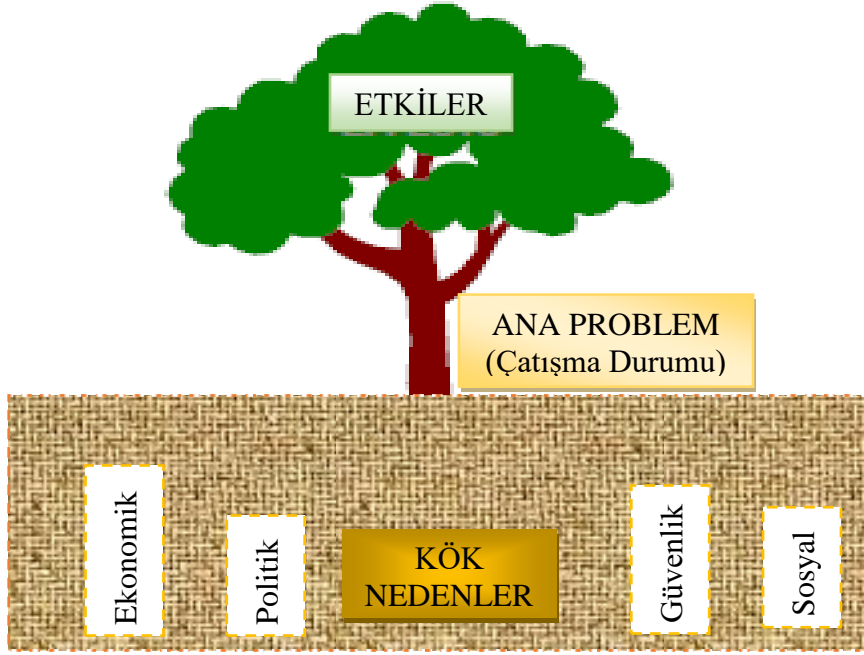 ETKİLER
ANA PROBLEM
(Çatışma Durumu)
Ekonomik
Politik
KÖK
NEDENLER
Güvenlik
Sosyal